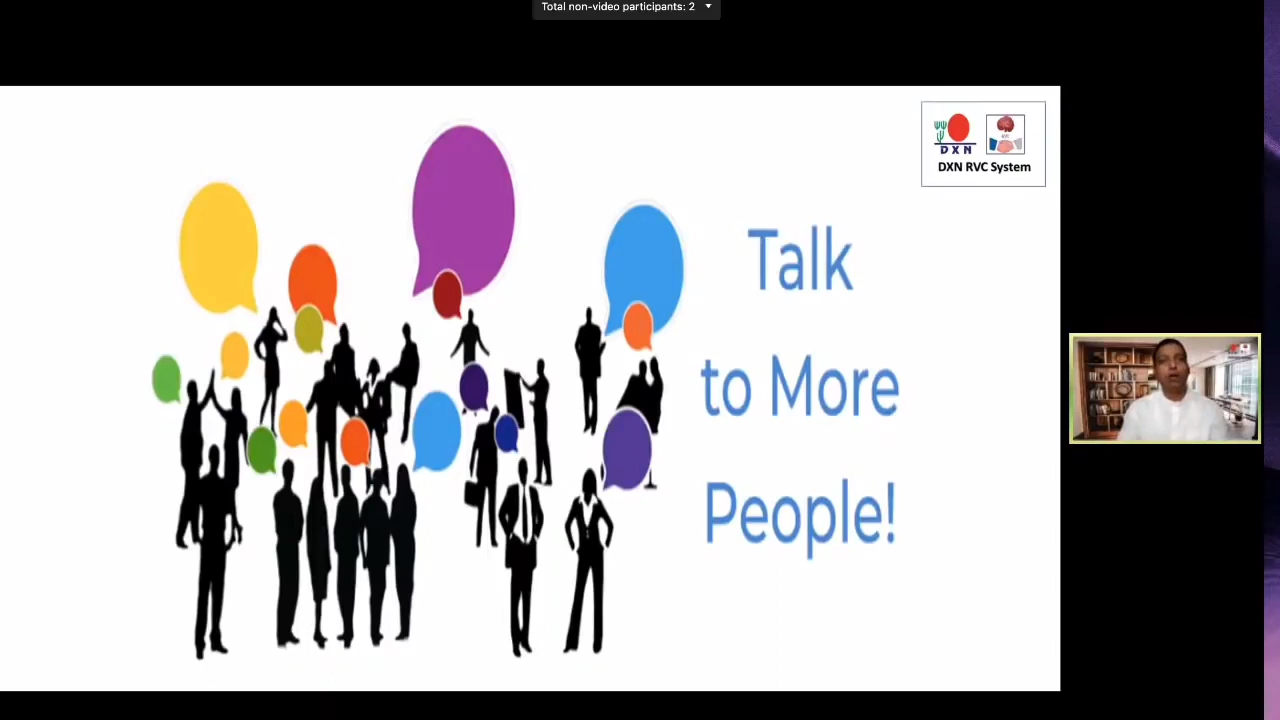 Total non-video participants: 2
DXN
DXN RVC System
Talk
to More
People!